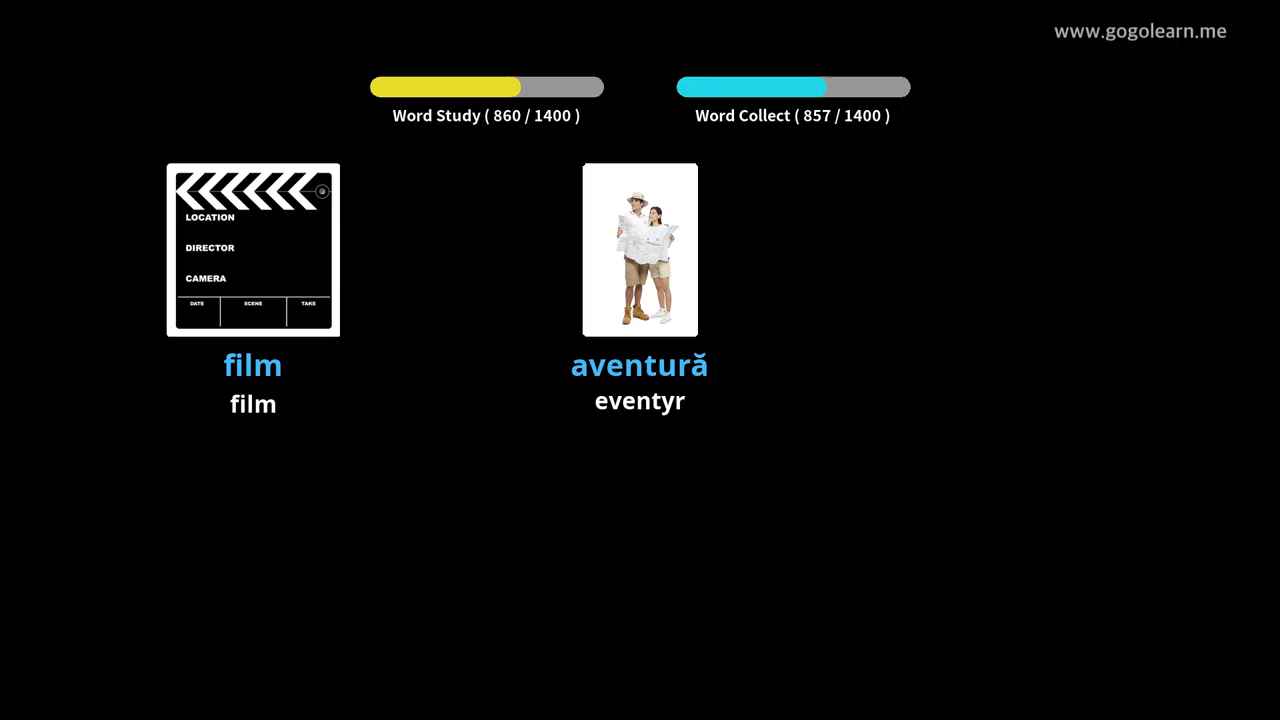 www.gogolearn.me
Word Study ( 860 / 1400 )
Word Collect ( 857 / 1400 )
LOCATION
DIRECTOR
CAMERA
DATE SCENE TAKE
film
film
aventură
eventyr